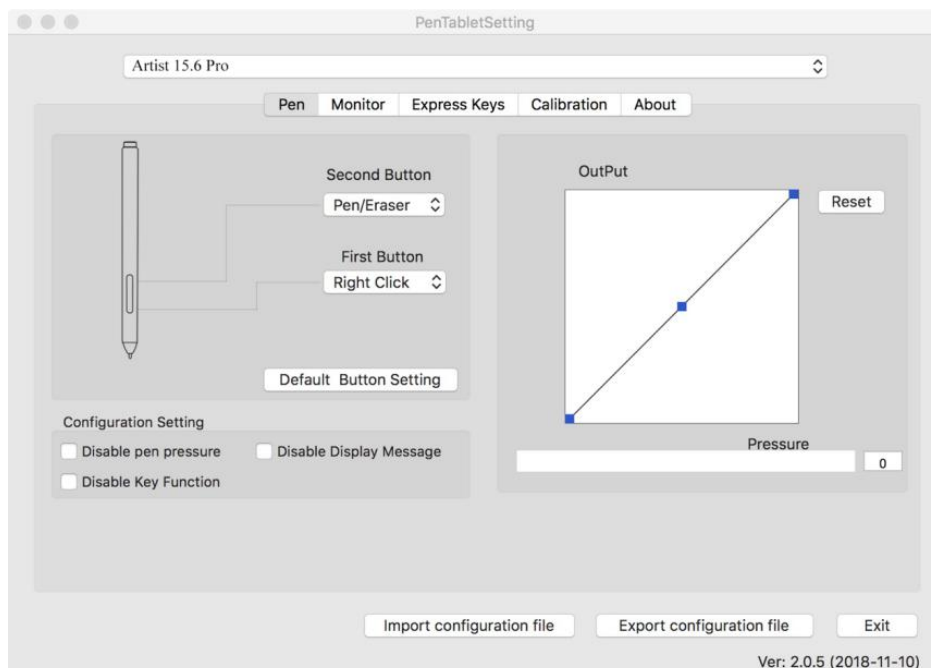 PenTabletSetting
Artist 15.6 Pro
Pen Monitor Express Keys Calibration About
Second Button
Pen/Eraser
First Button
Right Click
Default Button Setting
OutPut
Reset
Pressure
0
Configuration Setting
Disable pen pressure Disable Display Message
Disable Key Function
Import configuration file Export configuration file Exit
Ver: 2.0.5 (2018-11-10)